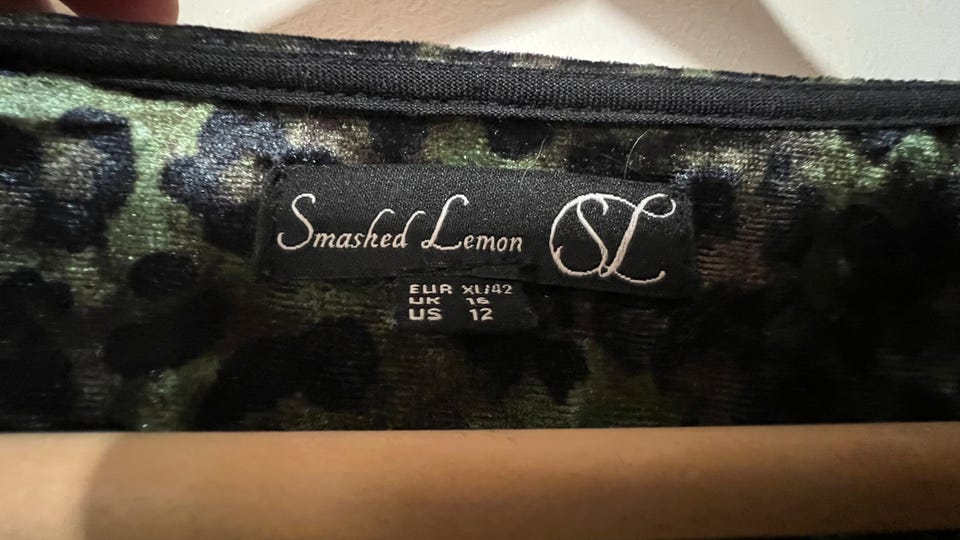 Smashed Lemon SL
EUR XL/42
UK 16
US 12